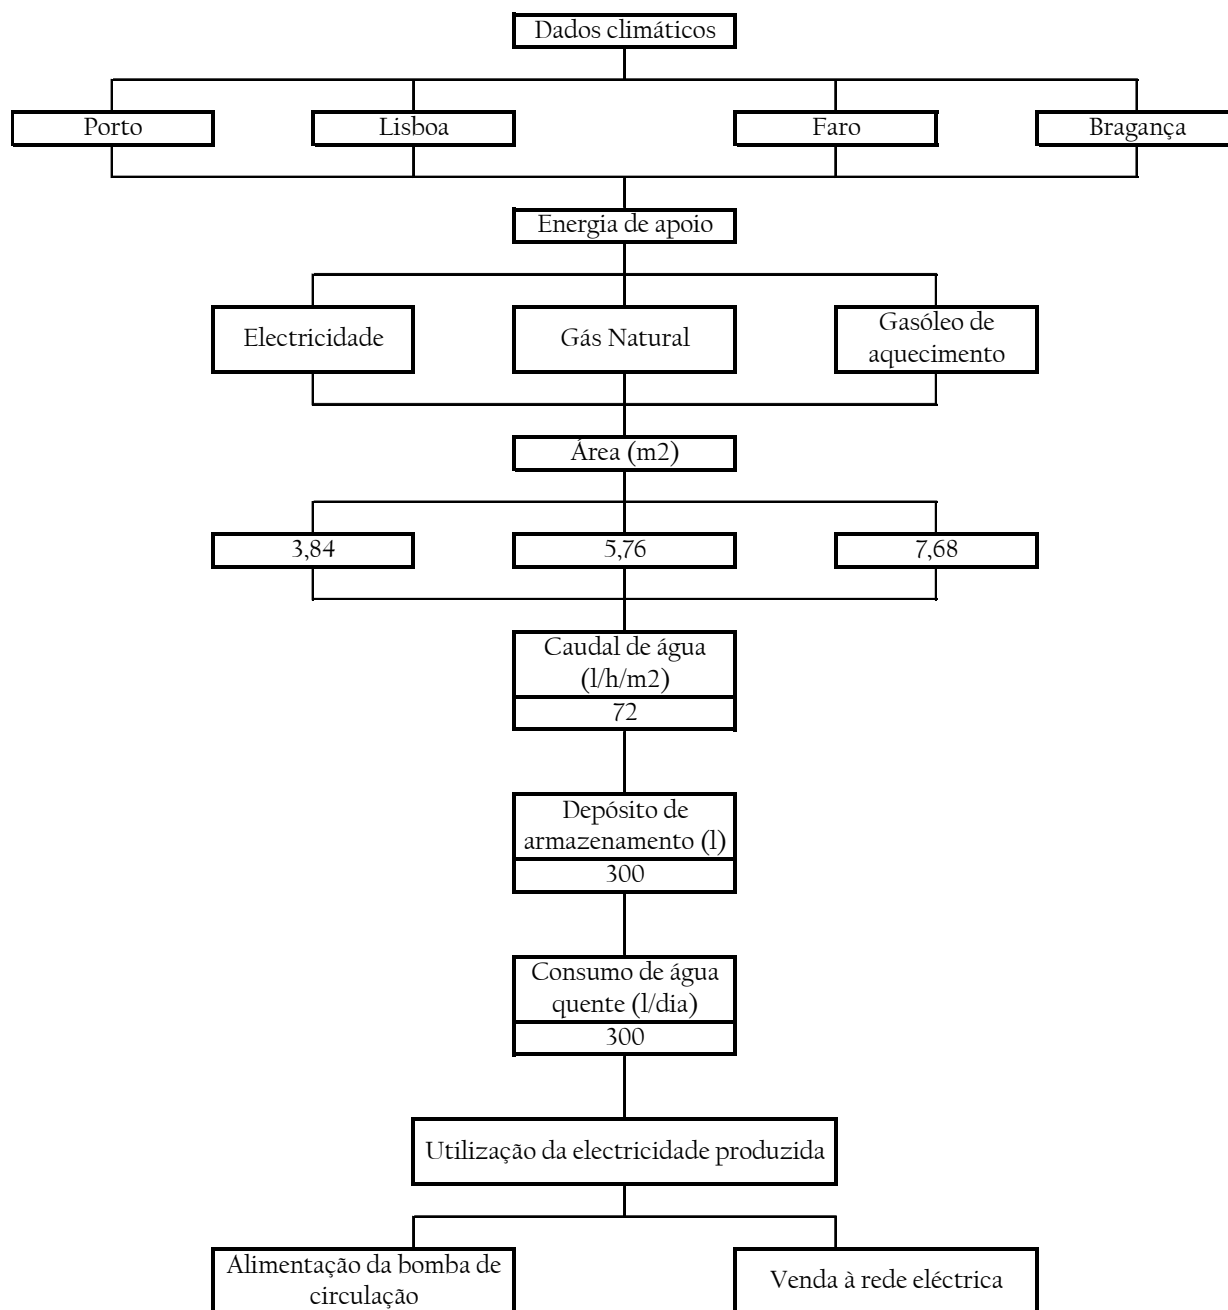 Dados climáticos
Porto
Lisboa
Faro
Bragança
Energia de apoio
Electricidade
Gás Natural
Gasóleo de
aquecimento
Área (m2)
3,84
5,76
7,68
Caudal de água
(l/h/m2)
72
Depósito de
armazenamento (l)
300
Consumo de água
quente (l/dia)
300
Utilização da electricidade produzida
Alimentação da bomba de
circulação
Venda à rede eléctrica